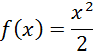 f(x) = x²/2